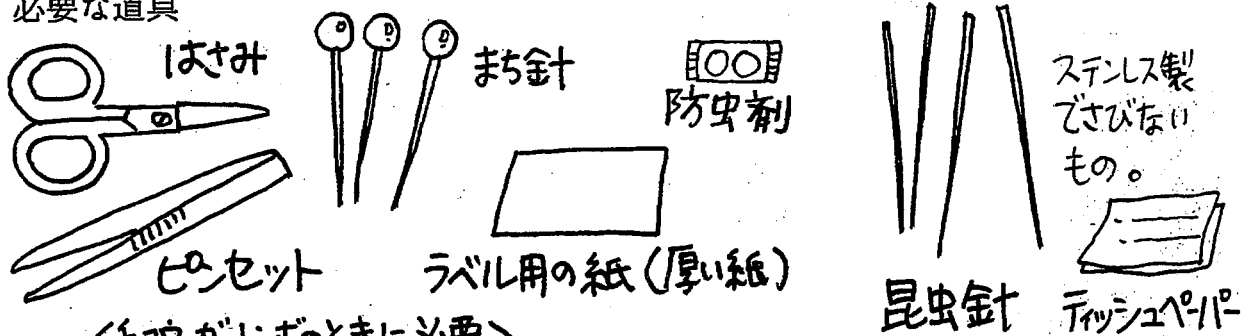 必要な道具
はさみ
まち針
防虫剤
ステンレス製
でさびない
もの。
ピンセット
ラベル用の紙(厚い紙)
昆虫針
ティッシュペーパー